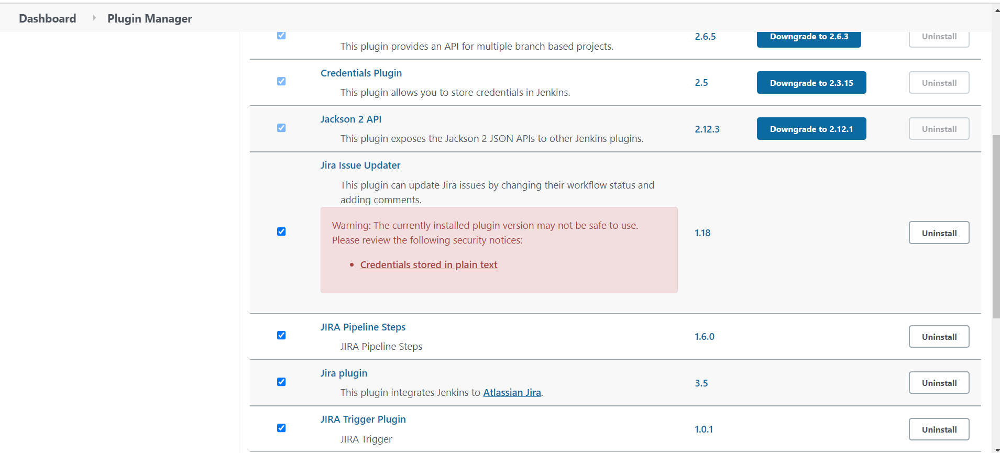 Dashboard
Plugin Manager
This plugin provides an API for multiple branch based projects.
2.6.5
Downgrade to 2.6.3
Uninstall
Credentials Plugin
This plugin allows you to store credentials in Jenkins.
2.5
Downgrade to 2.3.15
Uninstall
Jackson 2 API
This plugin exposes the Jackson 2 JSON APIs to other Jenkins plugins.
2.12.3
Downgrade to 2.12.1
Uninstall
Jira Issue Updater
This plugin can update Jira issues by changing their workflow status and
adding comments.
Warning: The currently installed plugin version may not be safe to use.
Please review the following security notices:
• Credentials stored in plain text
1.18
Uninstall
JIRA Pipeline Steps
JIRA Pipeline Steps
1.6.0
Uninstall
Jira plugin
This plugin integrates Jenkins to Atlassian Jira.
3.5
Uninstall
JIRA Trigger Plugin
JIRA Trigger
1.0.1
Uninstall